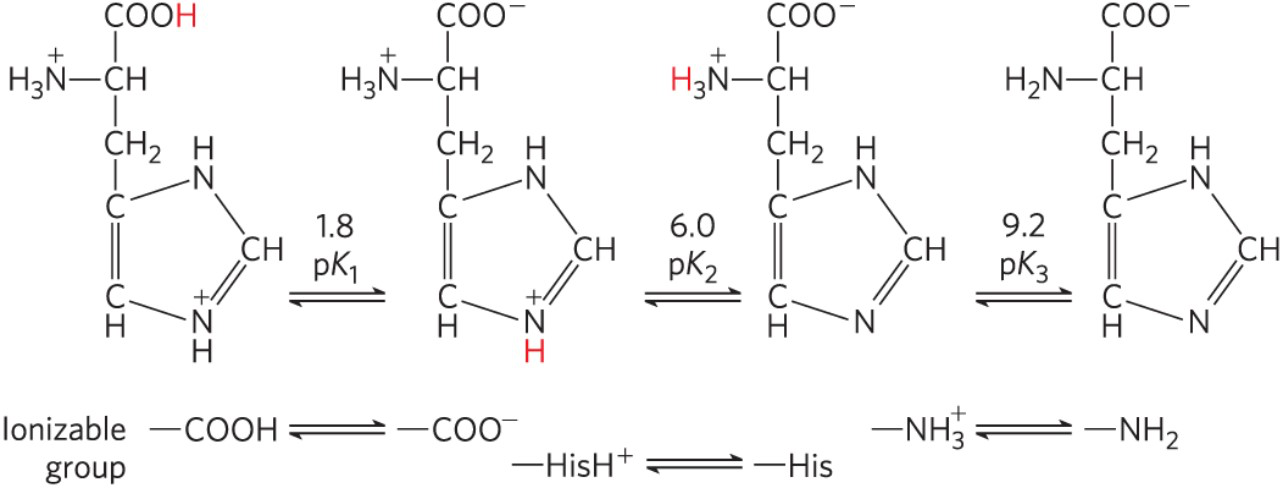 COOH COO⁻ COO⁻ COO⁻
H₃N⁺—CH H₃N⁺—CH H₃N⁺—CH H₂N—CH
CH₂ CH₂ CH₂ CH₂
H H H H
N N N N
C C C C
1.8 6.0 9.2
CH CH CH CH
pK₁ pK₂ pK₃
C C C C
H N⁺ H N⁺ H N H N
H H
Ionizable —COOH ⇌ —COO⁻ —NH₃⁺ ⇌ —NH₂
group —HisH⁺ ⇌ —His